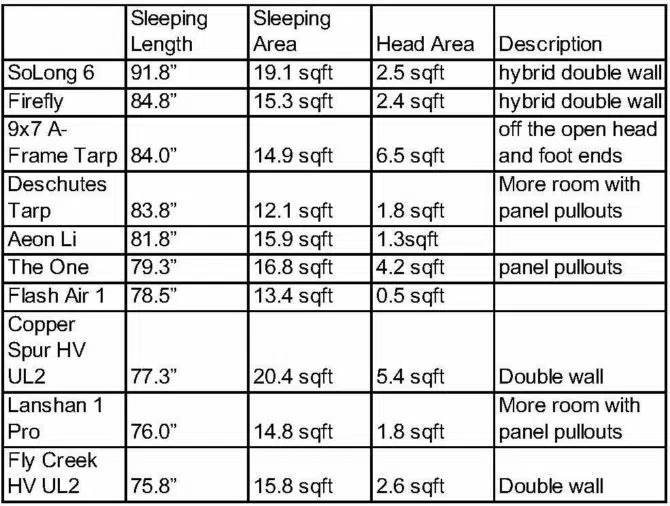 Sleeping Length Sleeping Area Head Area Description
SoLong 6 91.8” 19.1 sqft 2.5 sqft hybrid double wall
Firefly 84.8” 15.3 sqft 2.4 sqft hybrid double wall
9x7 A-
Frame Tarp 84.0” 14.9 sqft 6.5 sqft off the open head
and foot ends
Deschutes
Tarp 83.8” 12.1 sqft 1.8 sqft More room with
panel pullouts
Aeon Li 81.8” 15.9 sqft 1.3sqft
The One 79.3” 16.8 sqft 4.2 sqft panel pullouts
Flash Air 1 78.5” 13.4 sqft 0.5 sqft
Copper
Spur HV
UL2 77.3” 20.4 sqft 5.4 sqft Double wall
Lanshan 1
Pro 76.0” 14.8 sqft 1.8 sqft More room with
panel pullouts
Fly Creek
HV UL2 75.8” 15.8 sqft 2.6 sqft Double wall